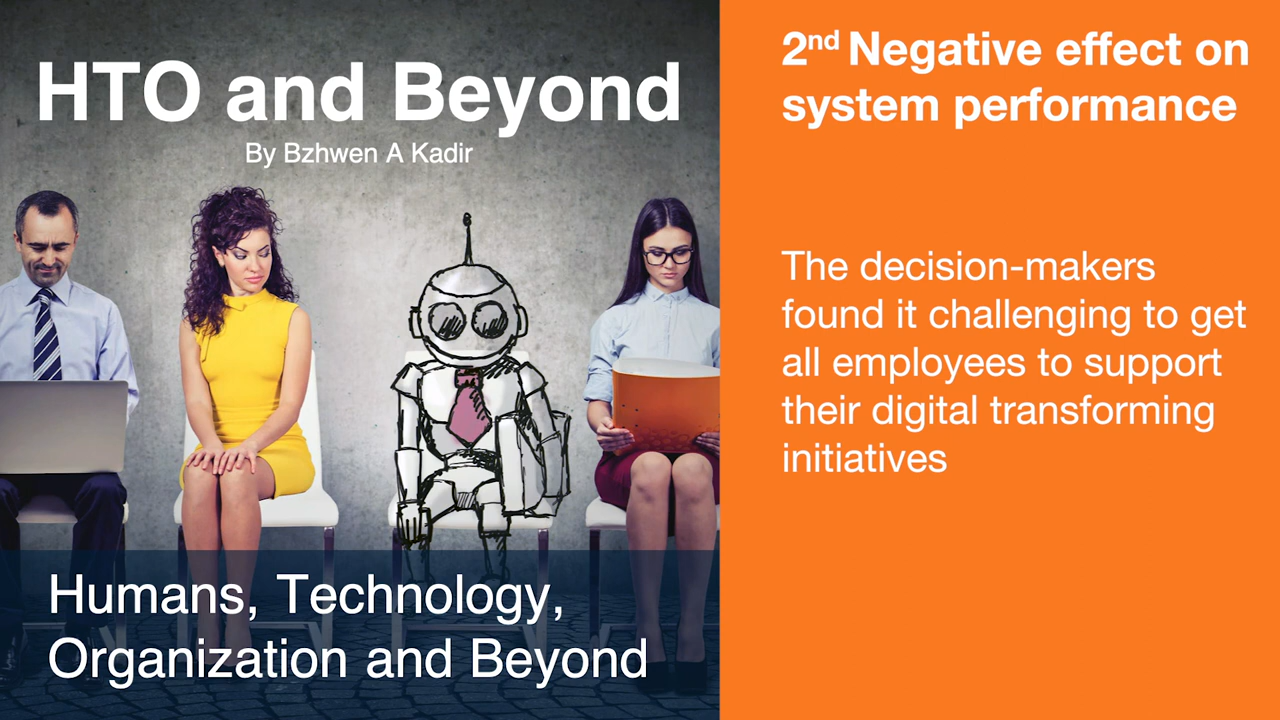 HTO and Beyond
By Bzhwen A Kadir
Humans, Technology,
Organization and Beyond
2nd Negative effect on
system performance
The decision-makers
found it challenging to get
all employees to support
their digital transforming
initiatives